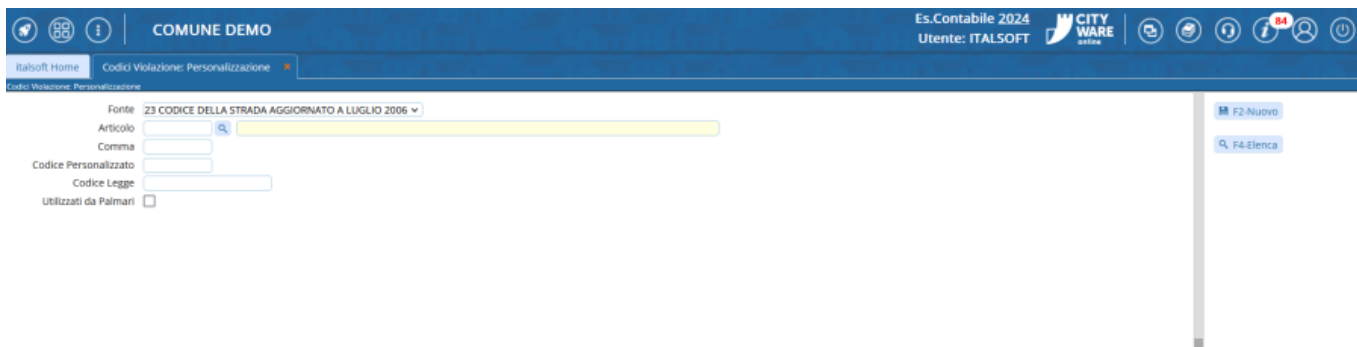 COMUNE DEMO
Es.Contabile 2024
Utente: ITALSOFT
CITY
WARE
online
84
italsoft Home
Codici Violazione: Personalizzazione
Codici Violazione: Personalizzazione
Fonte 23 CODICE DELLA STRADA AGGIORNATO A LUGLIO 2006
Articolo
Comma
Codice Personalizzato
Codice Legge
Utilizzati da Palmari
F2-Nuovo
F4-Elenca